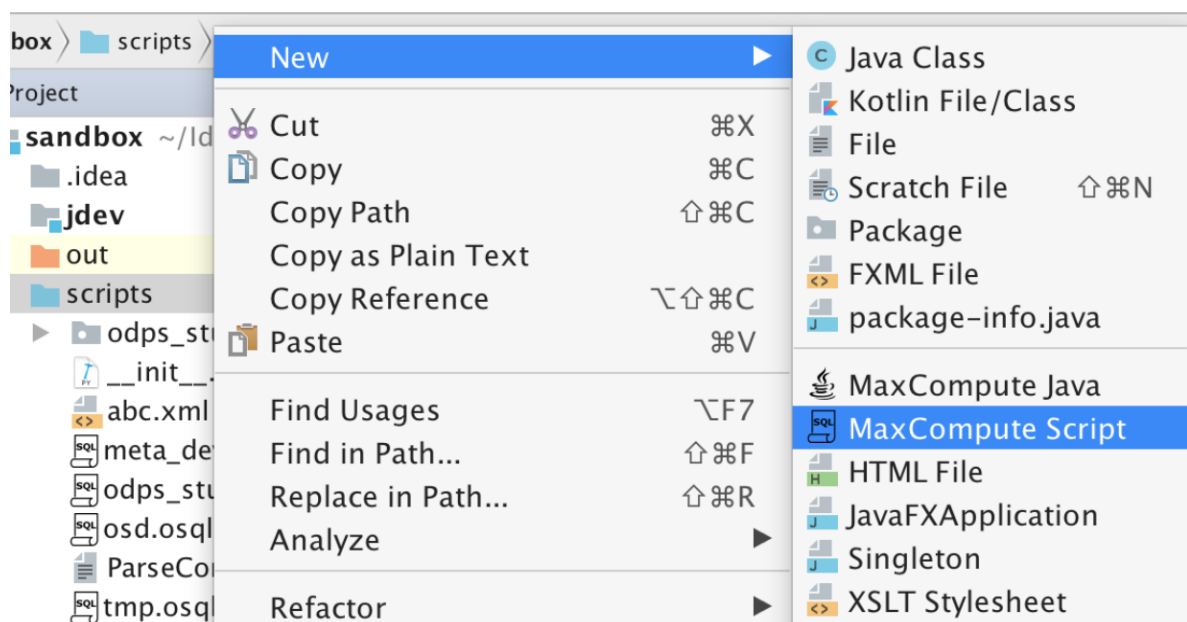 box scripts
Project
sandbox ~/Id
.idea
jdev
out
scripts
odps_stu
__init__.
abc.xml
meta_de
odps_stu
osd.osql
ParseCo
tmp.osql
New
Cut ⌘X
Copy ⌘C
Copy Path ⇧⌘C
Copy as Plain Text
Copy Reference ⌥⇧⌘C
Paste ⌘V
Find Usages ⌥F7
Find in Path... ⇧⌘F
Replace in Path... ⇧⌘R
Analyze
Refactor
Java Class
Kotlin File/Class
File
Scratch File ⇧⌘N
Package
FXML File
package-info.java
MaxCompute Java
MaxCompute Script
HTML File
JavaFXApplication
Singleton
XSLT Stylesheet